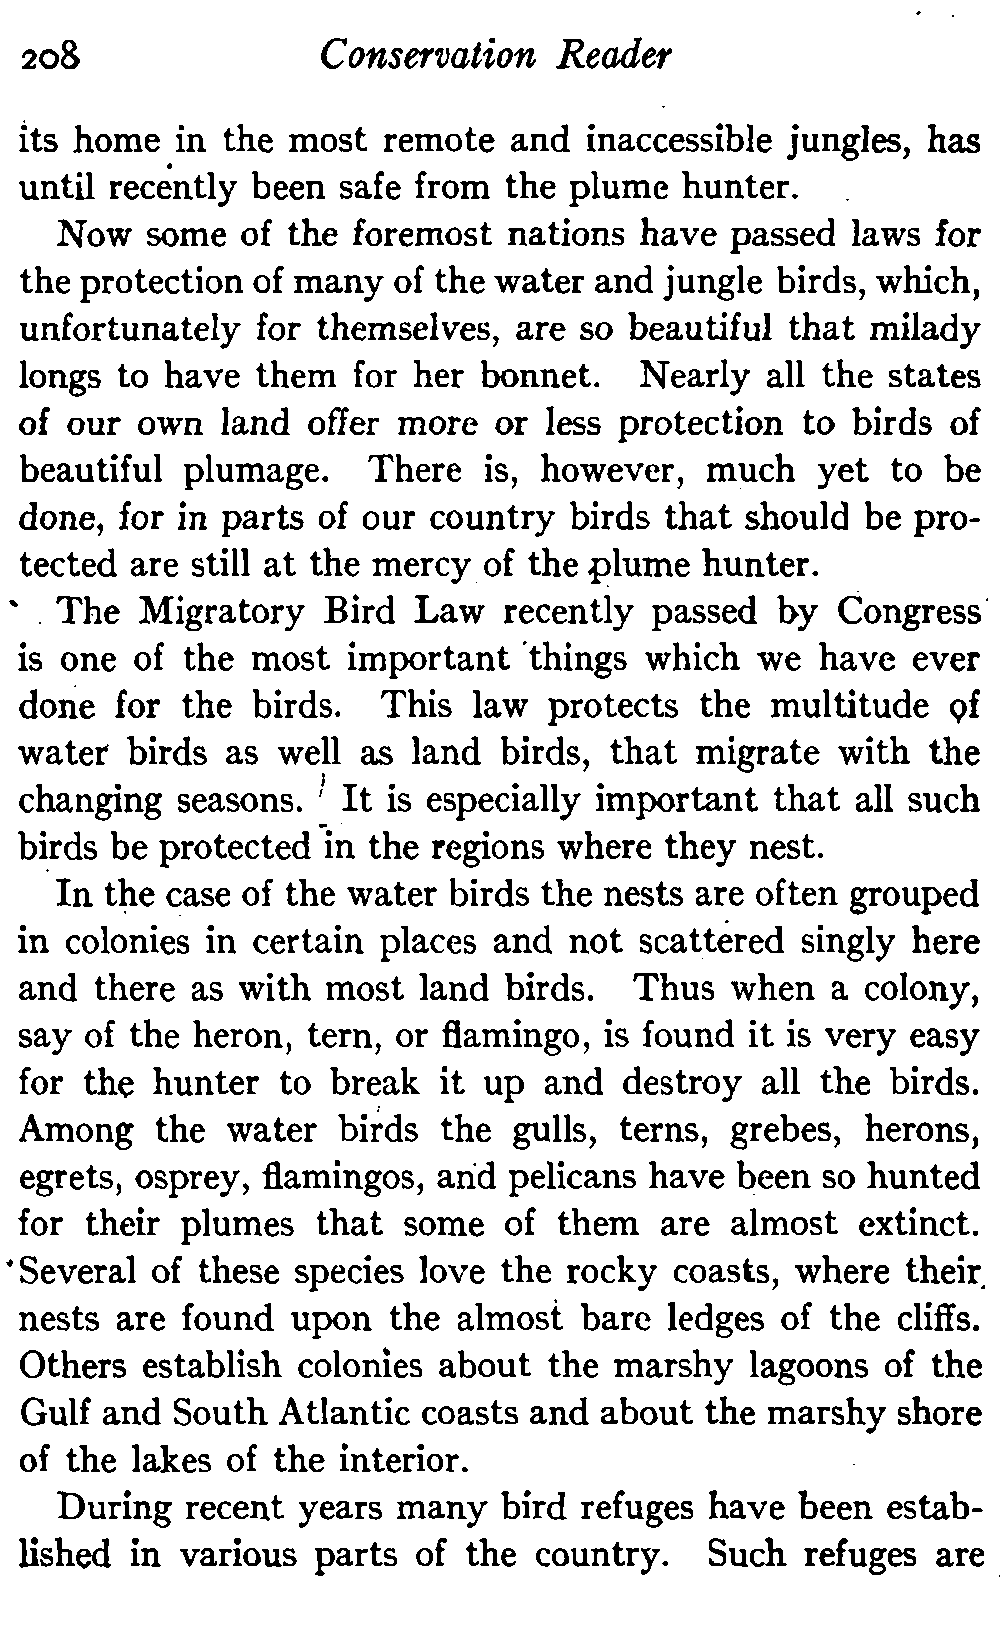 208 Conservation Reader
its home in the most remote and inaccessible jungles, has
until recently been safe from the plume hunter.
Now some of the foremost nations have passed laws for
the protection of many of the water and jungle birds, which,
unfortunately for themselves, are so beautiful that milady
longs to have them for her bonnet. Nearly all the states
of our own land offer more or less protection to birds of
beautiful plumage. There is, however, much yet to be
done, for in parts of our country birds that should be pro-
tected are still at the mercy of the plume hunter.
The Migratory Bird Law recently passed by Congress
is one of the most important things which we have ever
done for the birds. This law protects the multitude of
water birds as well as land birds, that migrate with the
changing seasons. It is especially important that all such
birds be protected in the regions where they nest.
In the case of the water birds the nests are often grouped
in colonies in certain places and not scattered singly here
and there as with most land birds. Thus when a colony,
say of the heron, tern, or flamingo, is found it is very easy
for the hunter to break it up and destroy all the birds.
Among the water birds the gulls, terns, grebes, herons,
egrets, osprey, flamingos, and pelicans have been so hunted
for their plumes that some of them are almost extinct.
Several of these species love the rocky coasts, where their
nests are found upon the almost bare ledges of the cliffs.
Others establish colonies about the marshy lagoons of the
Gulf and South Atlantic coasts and about the marshy shore
of the lakes of the interior.
During recent years many bird refuges have been estab-
lished in various parts of the country. Such refuges are